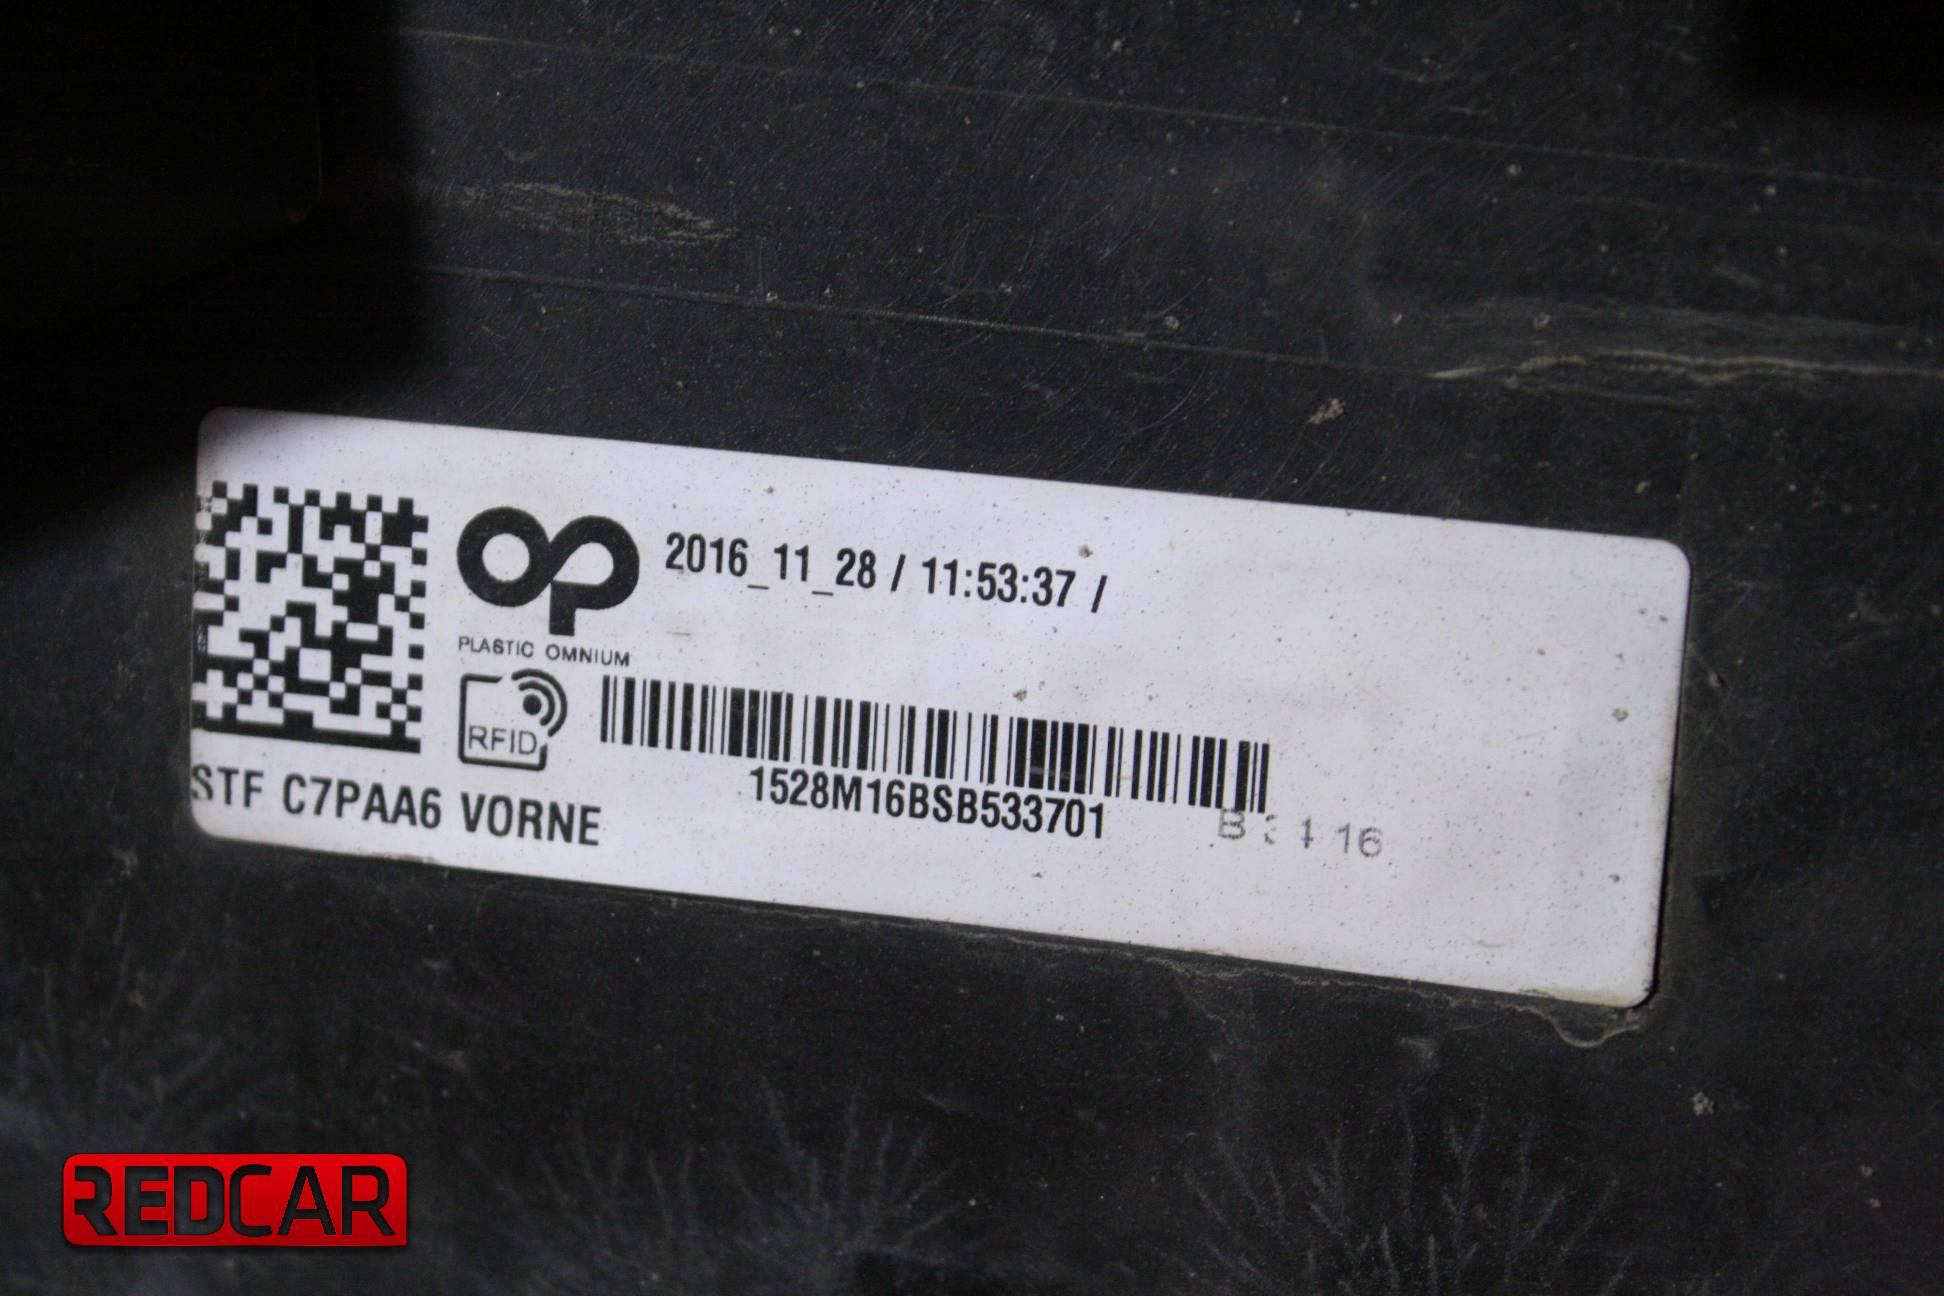 2016_11_28 / 11:53:37 /
PLASTIC OMNIUM
RFID
1528M16BSB533701
STF C7PAA6 VORNE
REDCAR